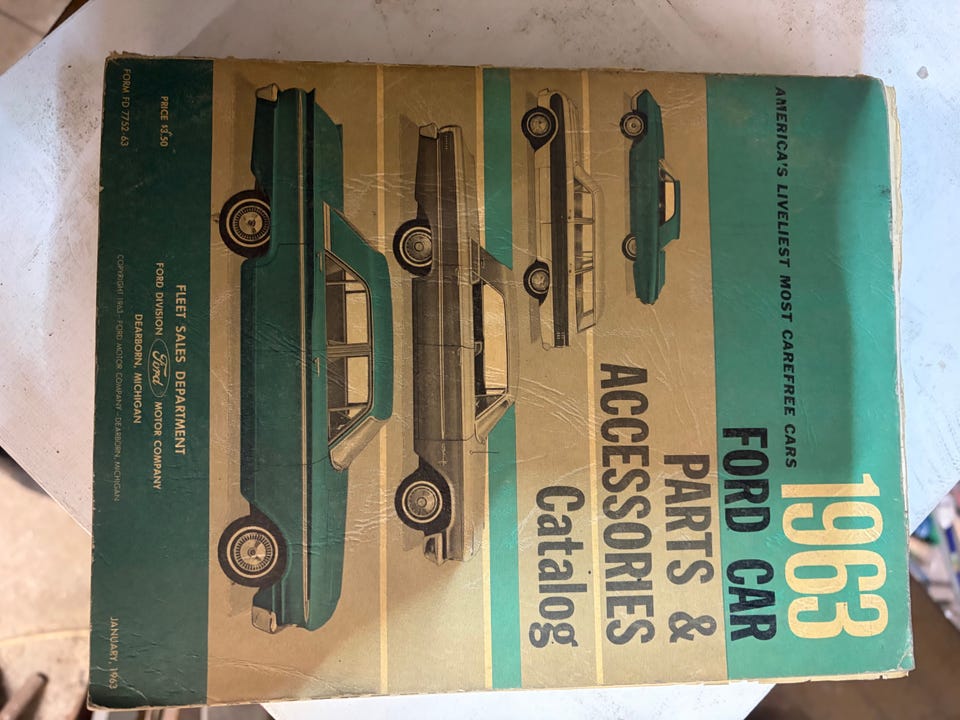 AMERICA'S LIVELIEST MOST CAREFREE CARS
1963
FORD CAR
PARTS &
ACCESSORIES
Catalog
PRICE $3.50
FLEET SALES DEPARTMENT
FORD DIVISION Ford MOTOR COMPANY
DEARBORN, MICHIGAN
FORM FD 7752-63
COPYRIGHT 1963—FORD MOTOR COMPANY—DEARBORN, MICHIGAN
JANUARY, 1963